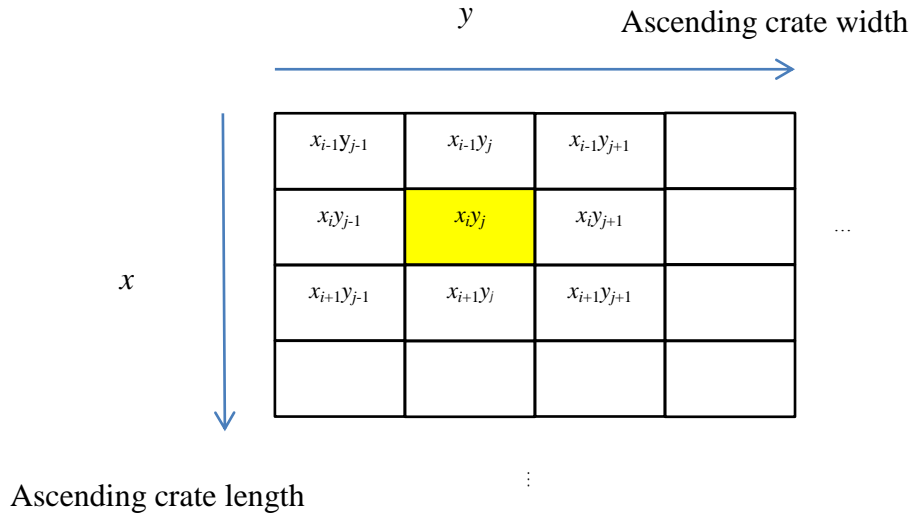 y
Ascending crate width
xi-1yj-1 xi-1yj xi-1yj+1
xiyj-1 xiyj xiyj+1
...
x
xi+1yj-1 xi+1yj xi+1yj+1
⋮
Ascending crate length